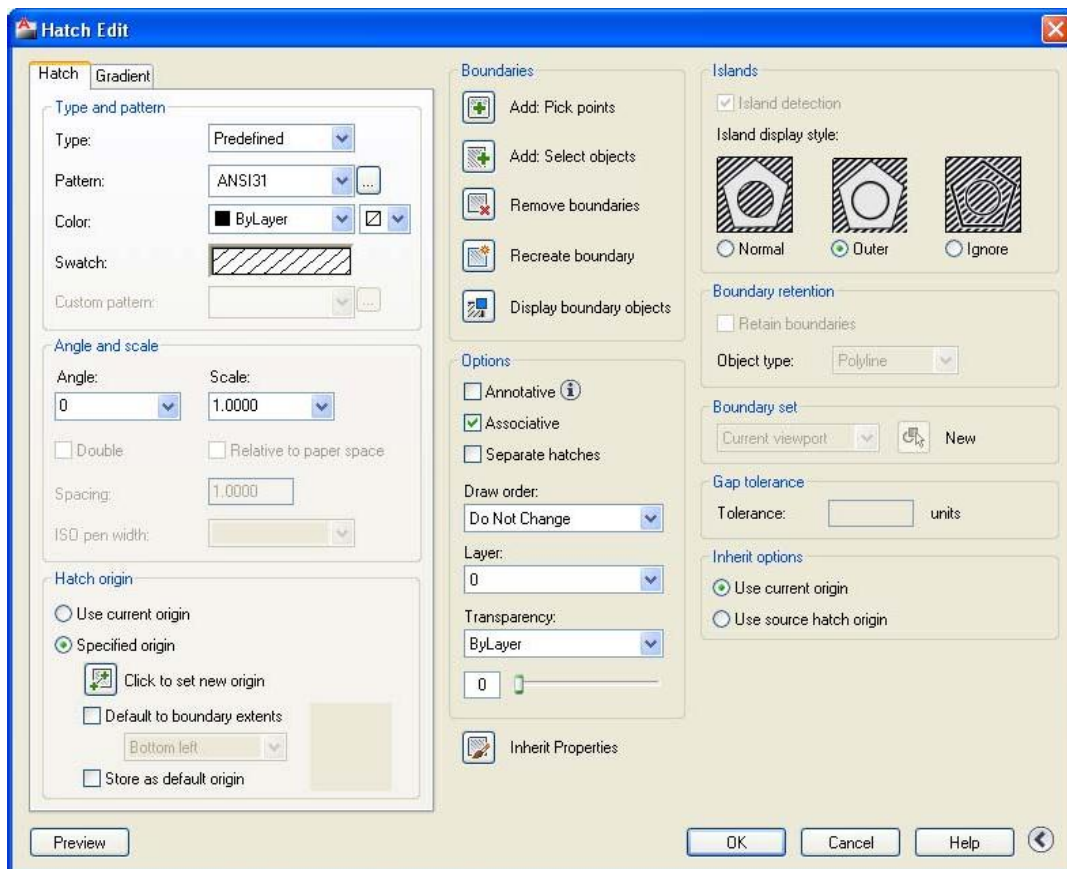 Hatch Edit
Hatch
Gradient
Type and pattern
Type:
Predefined
Pattern:
ANSI31
...
Color:
ByLayer
Swatch:
Custom pattern:
...
Angle and scale
Angle:
Scale:
0
1.0000
Double
Relative to paper space
Spacing:
1.0000
ISO pen width:
Hatch origin
Use current origin
Specified origin
Click to set new origin
Default to boundary extents
Bottom left
Store as default origin
Preview
Boundaries
Add: Pick points
Add: Select objects
Remove boundaries
Recreate boundary
Display boundary objects
Options
Annotative
Associative
Separate hatches
Draw order:
Do Not Change
Layer:
0
Transparency:
ByLayer
0
Inherit Properties
Islands
Island detection
Island display style:
Normal
Outer
Ignore
Boundary retention
Retain boundaries
Object type:
Polyline
Boundary set
Current viewport
New
Gap tolerance
Tolerance:
units
Inherit options
Use current origin
Use source hatch origin
OK
Cancel
Help